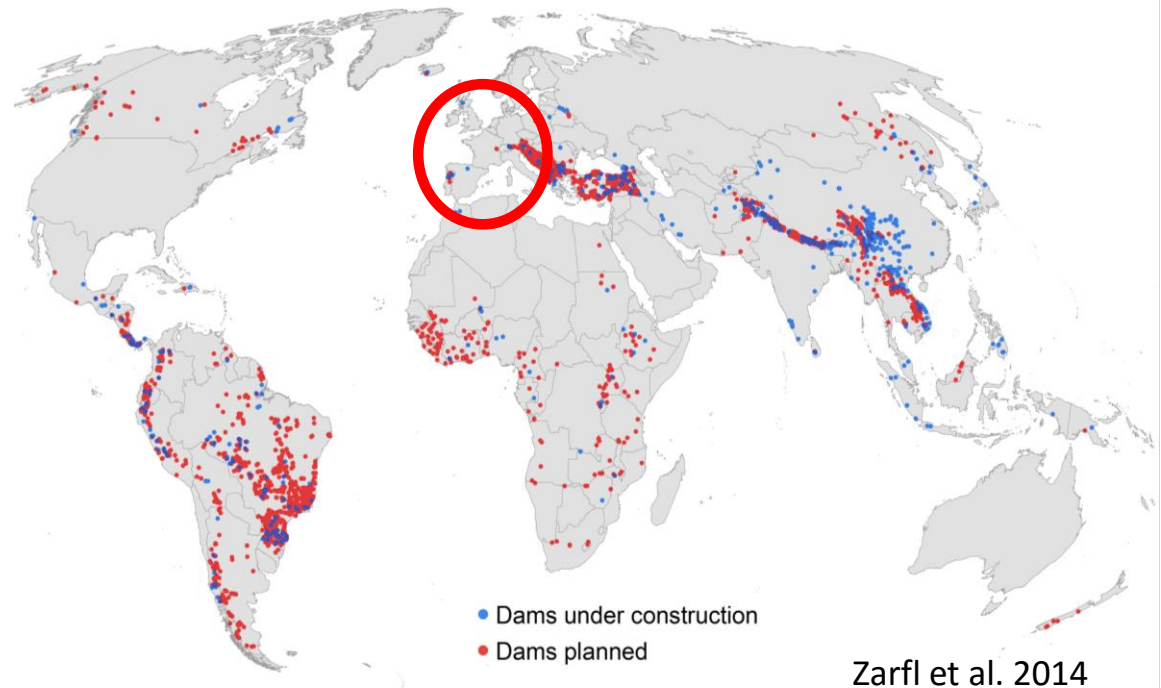 Dams under construction
Dams planned
Zarfl et al. 2014